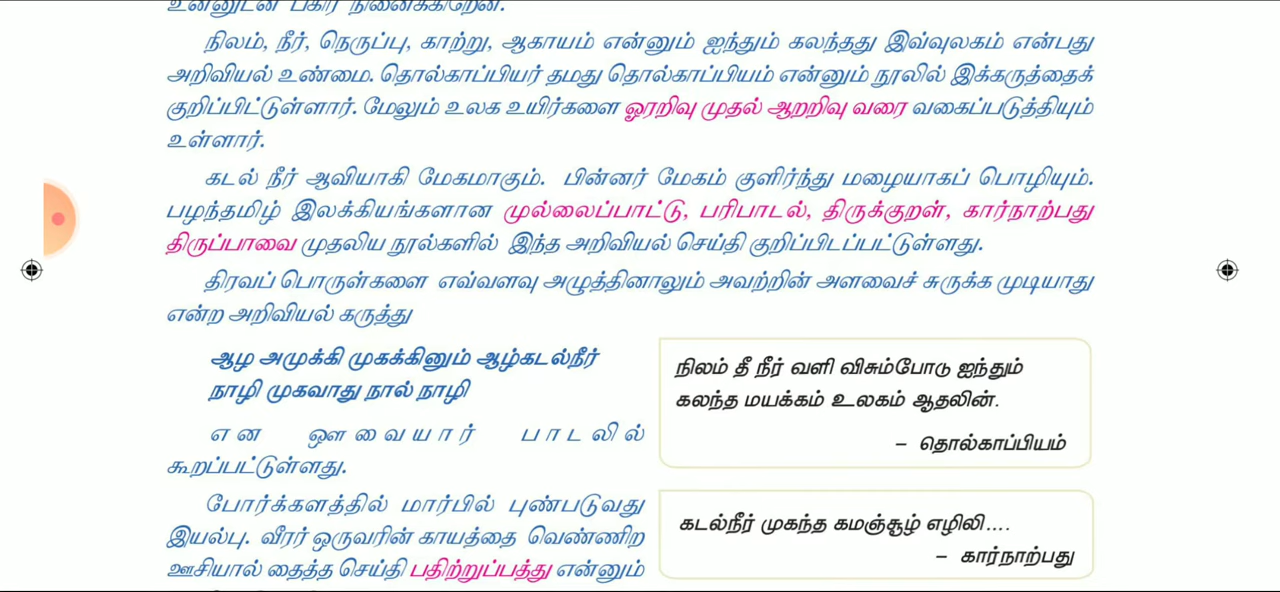 உன்னுடன் பகிர நினைக்கிறேன்.
நிலம், நீர், நெருப்பு, காற்று, ஆகாயம் என்னும் ஐந்தும் கலந்தது இவ்வுலகம் என்பது
அறிவியல் உண்மை. தொல்காப்பியர் தமது தொல்காப்பியம் என்னும் நூலில் இக்கருத்தைக்
குறிப்பிட்டுள்ளார். மேலும் உலக உயிர்களை ஓரறிவு முதல் ஆறறிவு வரை வகைப்படுத்தியும்
உள்ளார்.
கடல் நீர் ஆவியாகி மேகமாகும். பின்னர் மேகம் குளிர்ந்து மழையாகப் பொழியும்.
பழந்தமிழ் இலக்கியங்களான முல்லைப்பாட்டு, பரிபாடல், திருக்குறள், கார்நாற்பது
திருப்பாவை முதலிய நூல்களில் இந்த அறிவியல் செய்தி குறிப்பிடப்பட்டுள்ளது.
திரவப் பொருள்களை எவ்வளவு அழுத்தினாலும் அவற்றின் அளவைச் சுருக்க முடியாது
என்ற அறிவியல் கருத்து
ஆழ அமுக்கி முகக்கினும் ஆழ்கடல்நீர்
நாழி முகவாது நால் நாழி
என ஔவையார் பாடலில்
கூறப்பட்டுள்ளது.
போர்க்களத்தில் மார்பில் புண்படுவது
இயல்பு. வீரர் ஒருவரின் காயத்தை வெண்ணிற
ஊசியால் தைத்த செய்தி பதிற்றுப்பத்து என்னும்
நிலம் தீ நீர் வளி விசும்போடு ஐந்தும்
கலந்த மயக்கம் உலகம் ஆதலின்.
– தொல்காப்பியம்
கடல்நீர் முகந்த கமஞ்சூழ் எழிலி....
– கார்நாற்பது